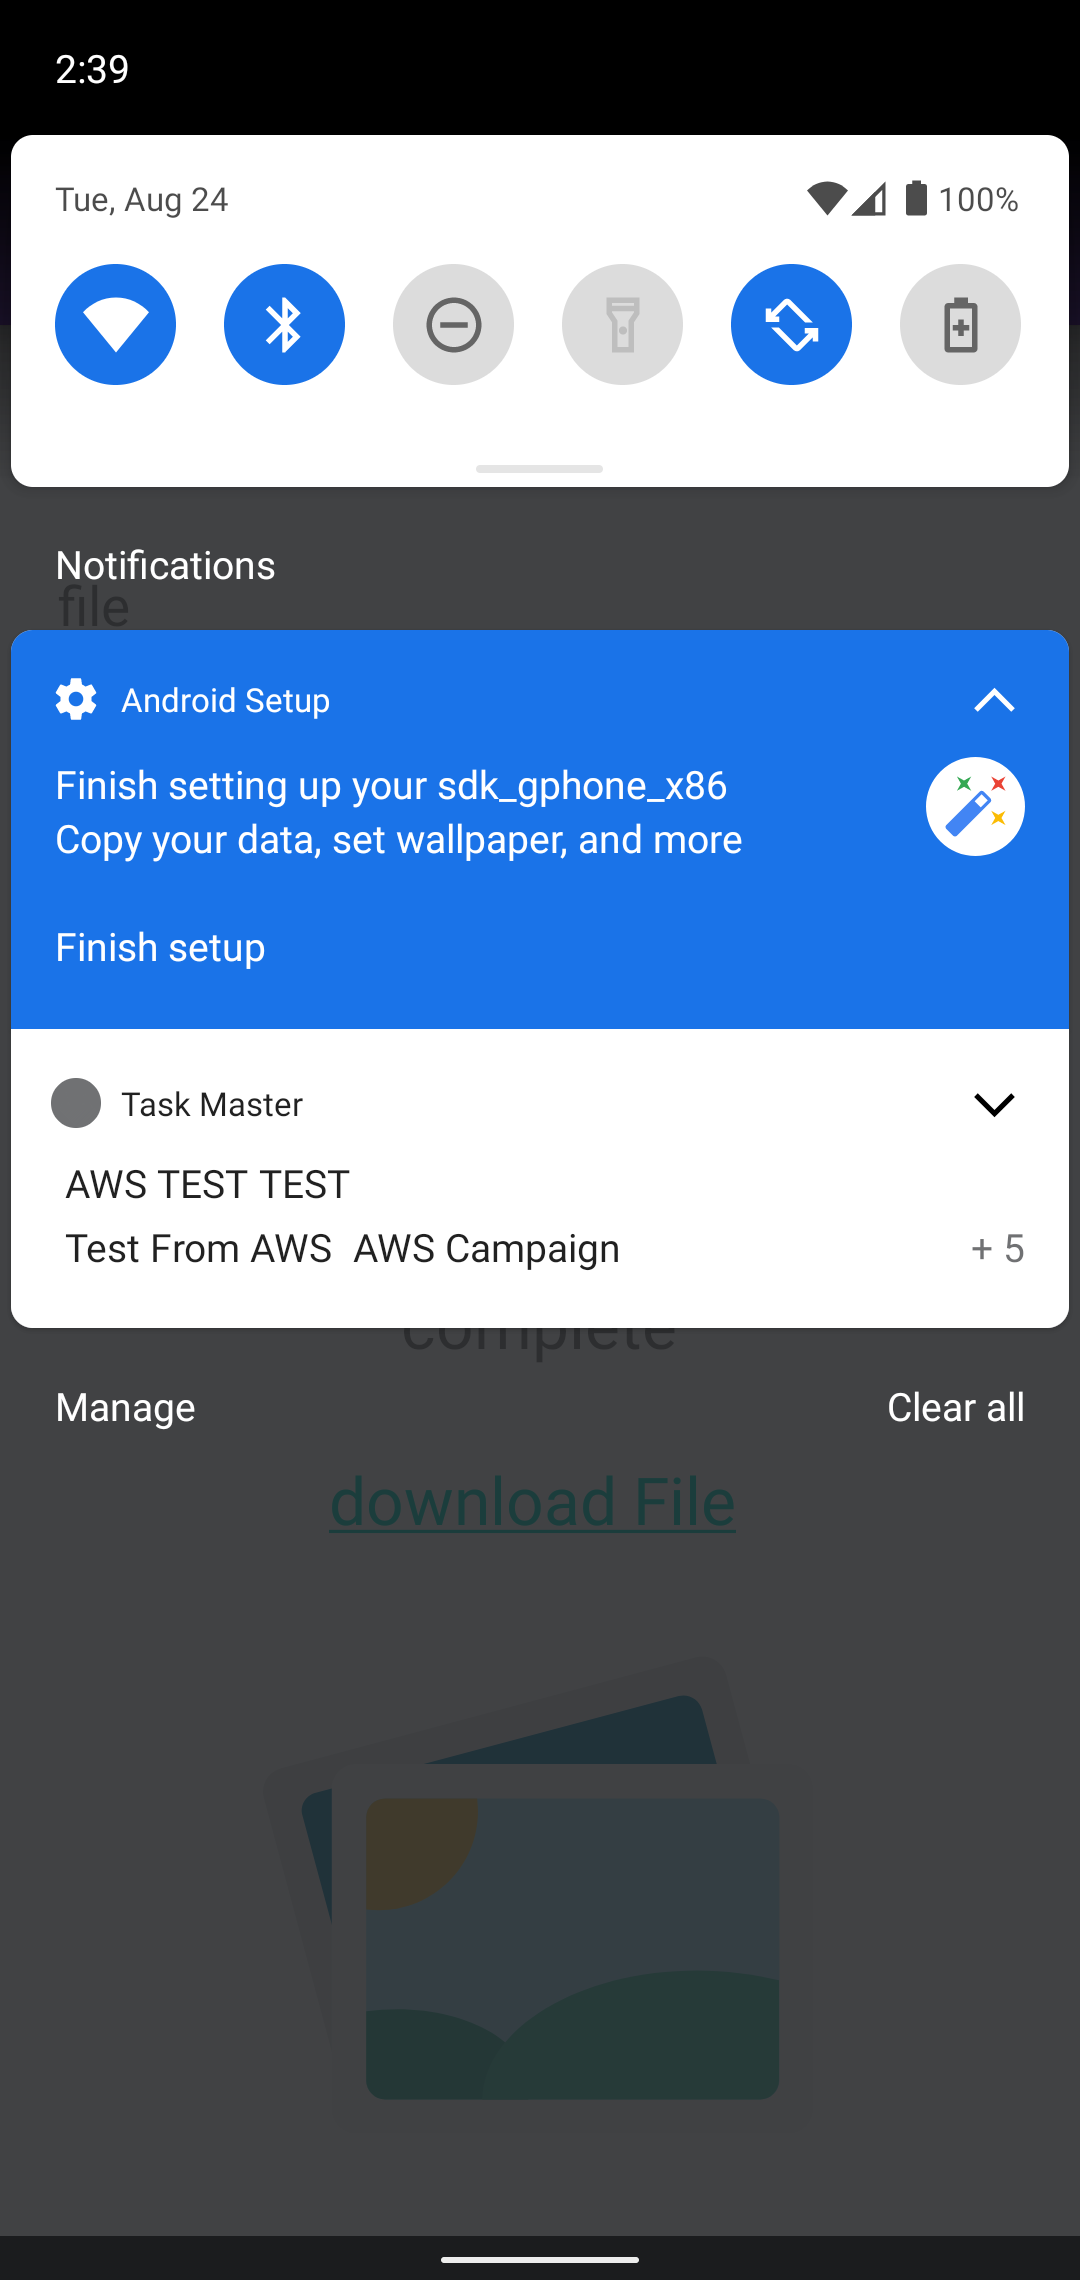 2:39
Tue, Aug 24
100%
Notifications
file
Android Setup
Finish setting up your sdk_gphone_x86
Copy your data, set wallpaper, and more
Finish setup
Task Master
AWS TEST TEST
Test From AWS  AWS Campaign
+ 5
complete
Manage
Clear all
download File